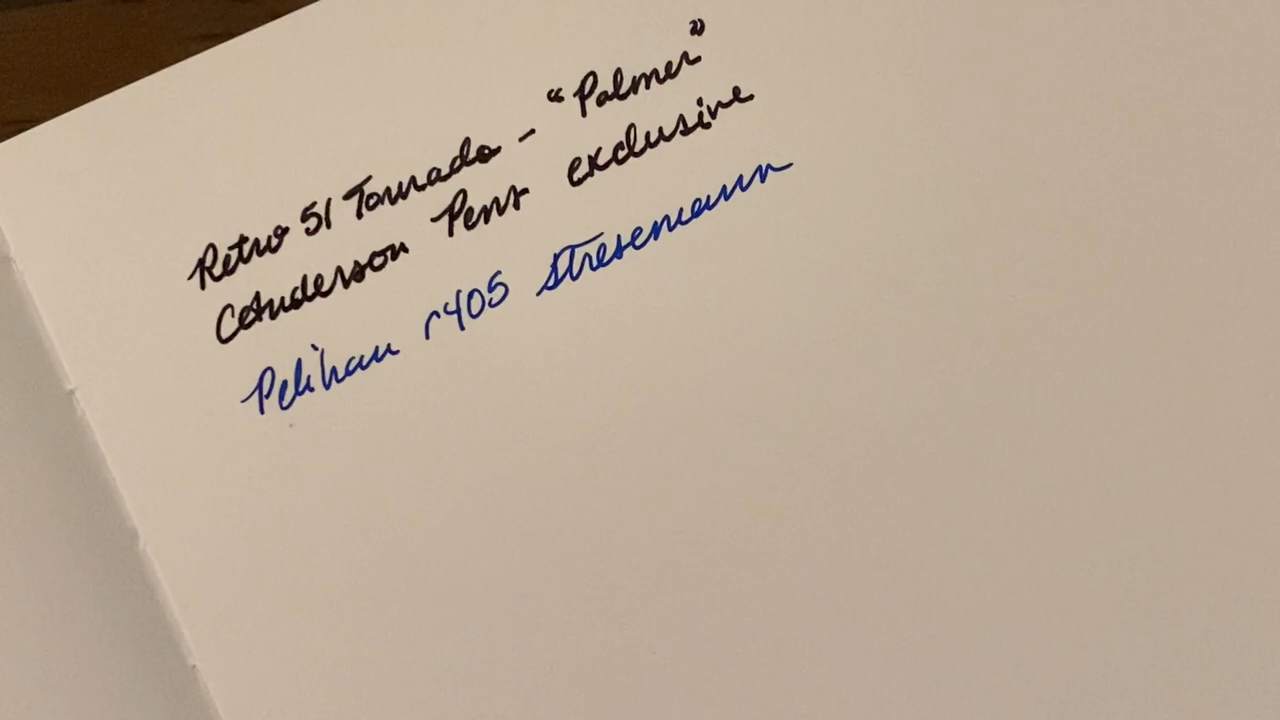 Retro 51 Tornado - "Palmer"
Anderson Pens exclusive
Pelikan r405 Stresemann